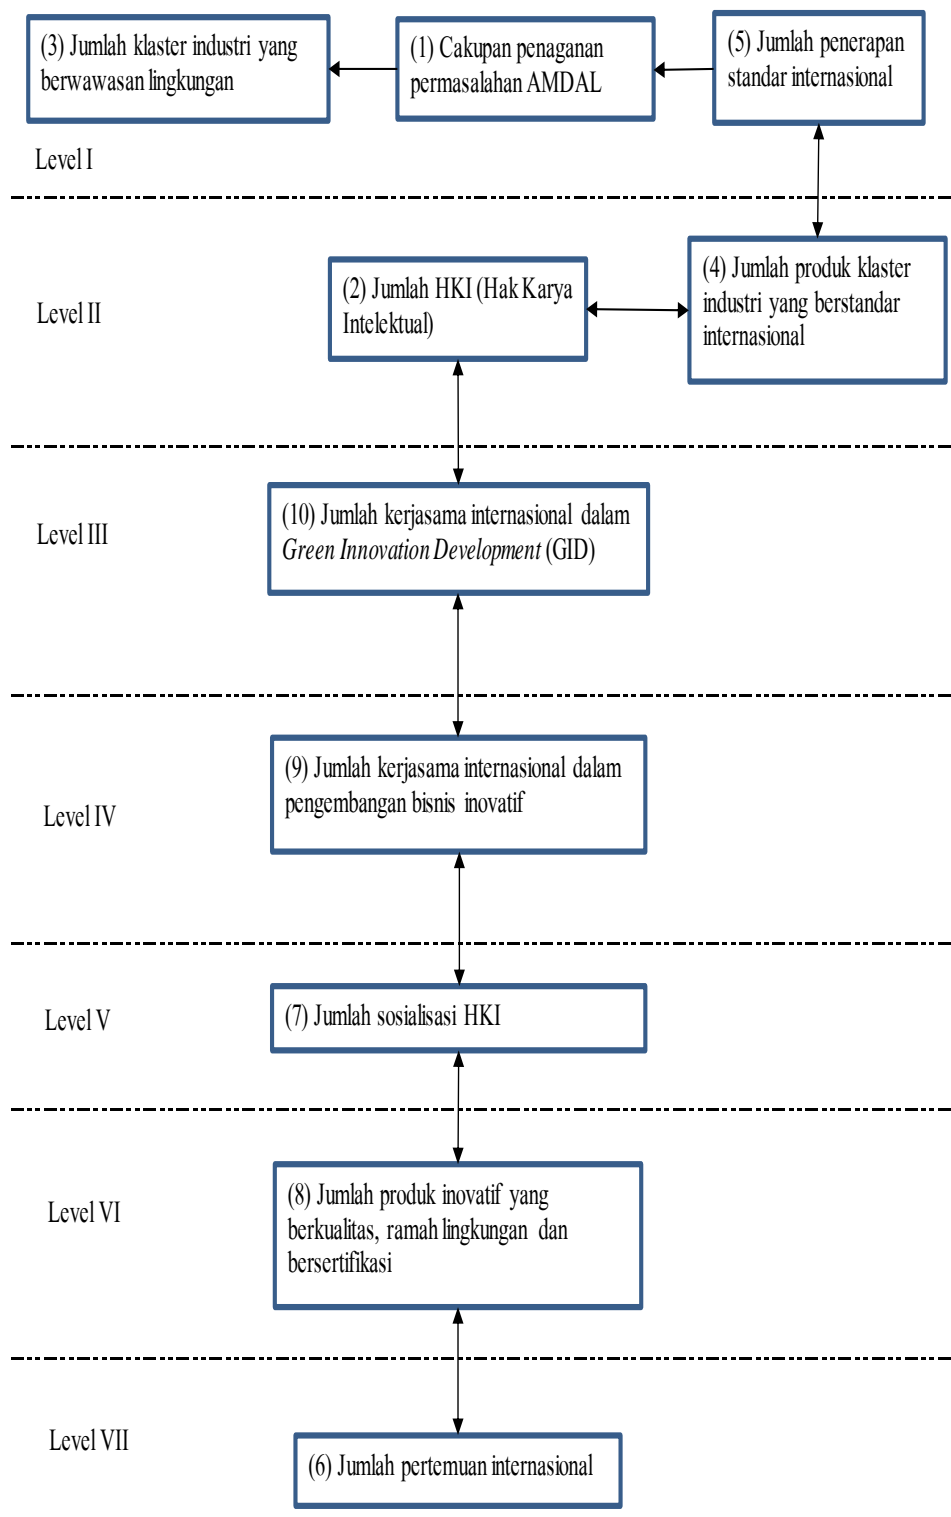 (3) Jumlah klaster industri yang
berwawasan lingkungan
(1) Cakupan penaganan
permasalahan AMDAL
(5) Jumlah penerapan
standar internasional
Level I
Level II
(2) Jumlah HKI (Hak Karya
Intelektual)
(4) Jumlah produk klaster
industri yang berstandar
internasional
Level III
(10) Jumlah kerjasama internasional dalam
Green Innovation Development (GID)
Level IV
(9) Jumlah kerjasama internasional dalam
pengembangan bisnis inovatif
Level V
(7) Jumlah sosialisasi HKI
Level VI
(8) Jumlah produk inovatif yang
berkualitas, ramah lingkungan dan
bersertifikasi
Level VII
(6) Jumlah pertemuan internasional